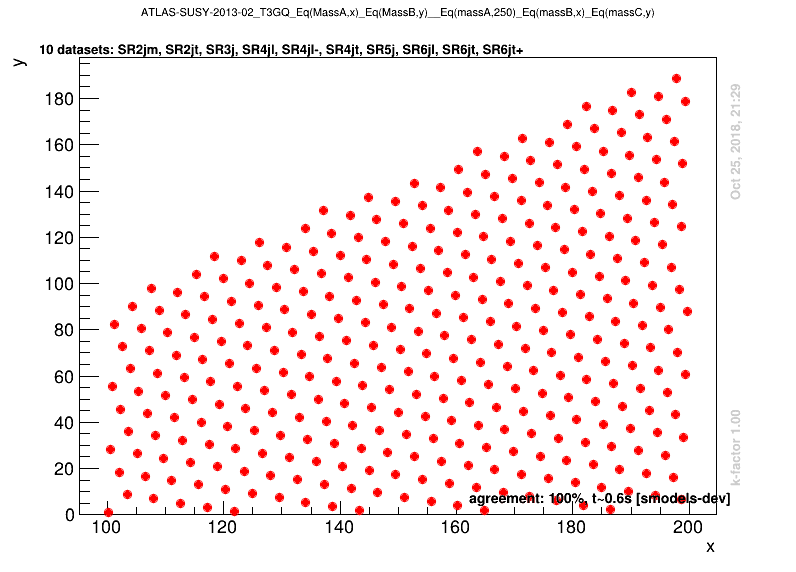 ATLAS-SUSY-2013-02_T3GQ_Eq(MassA,x)_Eq(MassB,y)__Eq(massA,250)_Eq(massB,x)_Eq(massC,y)
10 datasets: SR2jm, SR2jt, SR3j, SR4jl, SR4jl-, SR4jt, SR5j, SR6jl, SR6jt, SR6jt+
y
180
160
140
120
100
80
60
40
20
0
100 120 140 160 180 200
x
agreement: 100%, t~0.6s [smodels-dev]
Oct 25, 2018, 21:29
k-factor 1.00